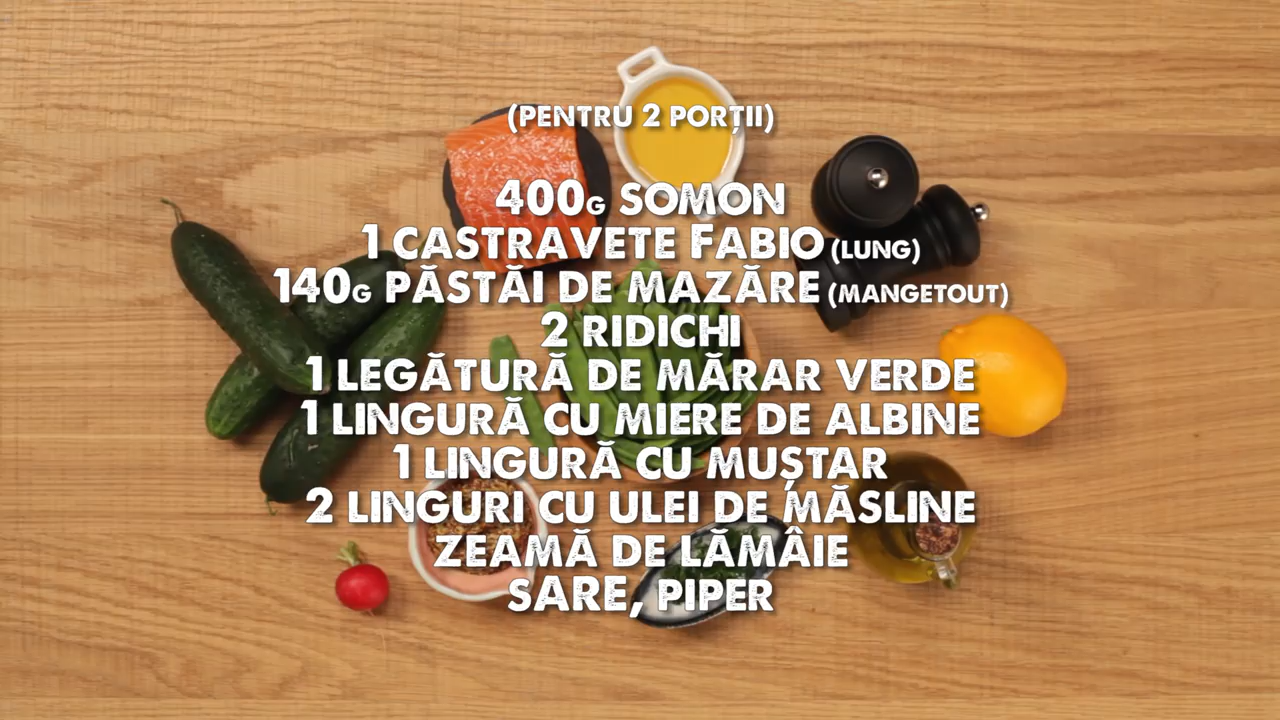 (PENTRU 2 PORȚII)
400G SOMON
1 CASTRAVETE FABIO (LUNG)
140G PĂSTĂI DE MAZĂRE (MANGETOUT)
2 RIDICHI
1 LEGĂTURĂ DE MĂRAR VERDE
1 LINGURĂ CU MIERE DE ALBINE
1 LINGURĂ CU MUȘTAR
2 LINGURI CU ULEI DE MĂSLINE
ZEAMĂ DE LĂMÂIE
SARE, PIPER